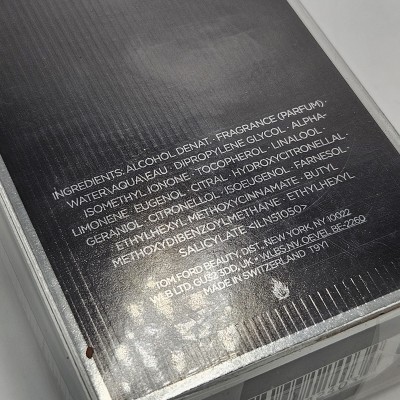 INGREDIENTS: ALCOHOL DENAT. · FRAGRANCE (PARFUM) ·
WATER\AQUA\EAU · DIPROPYLENE GLYCOL · ALPHA-
ISOMETHYL IONONE · TOCOPHEROL · LINALOOL ·
LIMONENE · EUGENOL · CITRAL · HYDROXYCITRONELLAL ·
GERANIOL · CITRONELLOL · ISOEUGENOL · FARNESOL ·
ETHYLHEXYL METHOXYCINNAMATE · BUTYL
METHOXYDIBENZOYLMETHANE · ETHYLHEXYL
SALICYLATE <ILN51050>
TOM FORD BEAUTY, DIST. NEW YORK, NY 10022
WLB LTD, GU32 3DD, UK · WLES NV, OEVEL BE-2260
MADE IN SWITZERLAND T9Y1